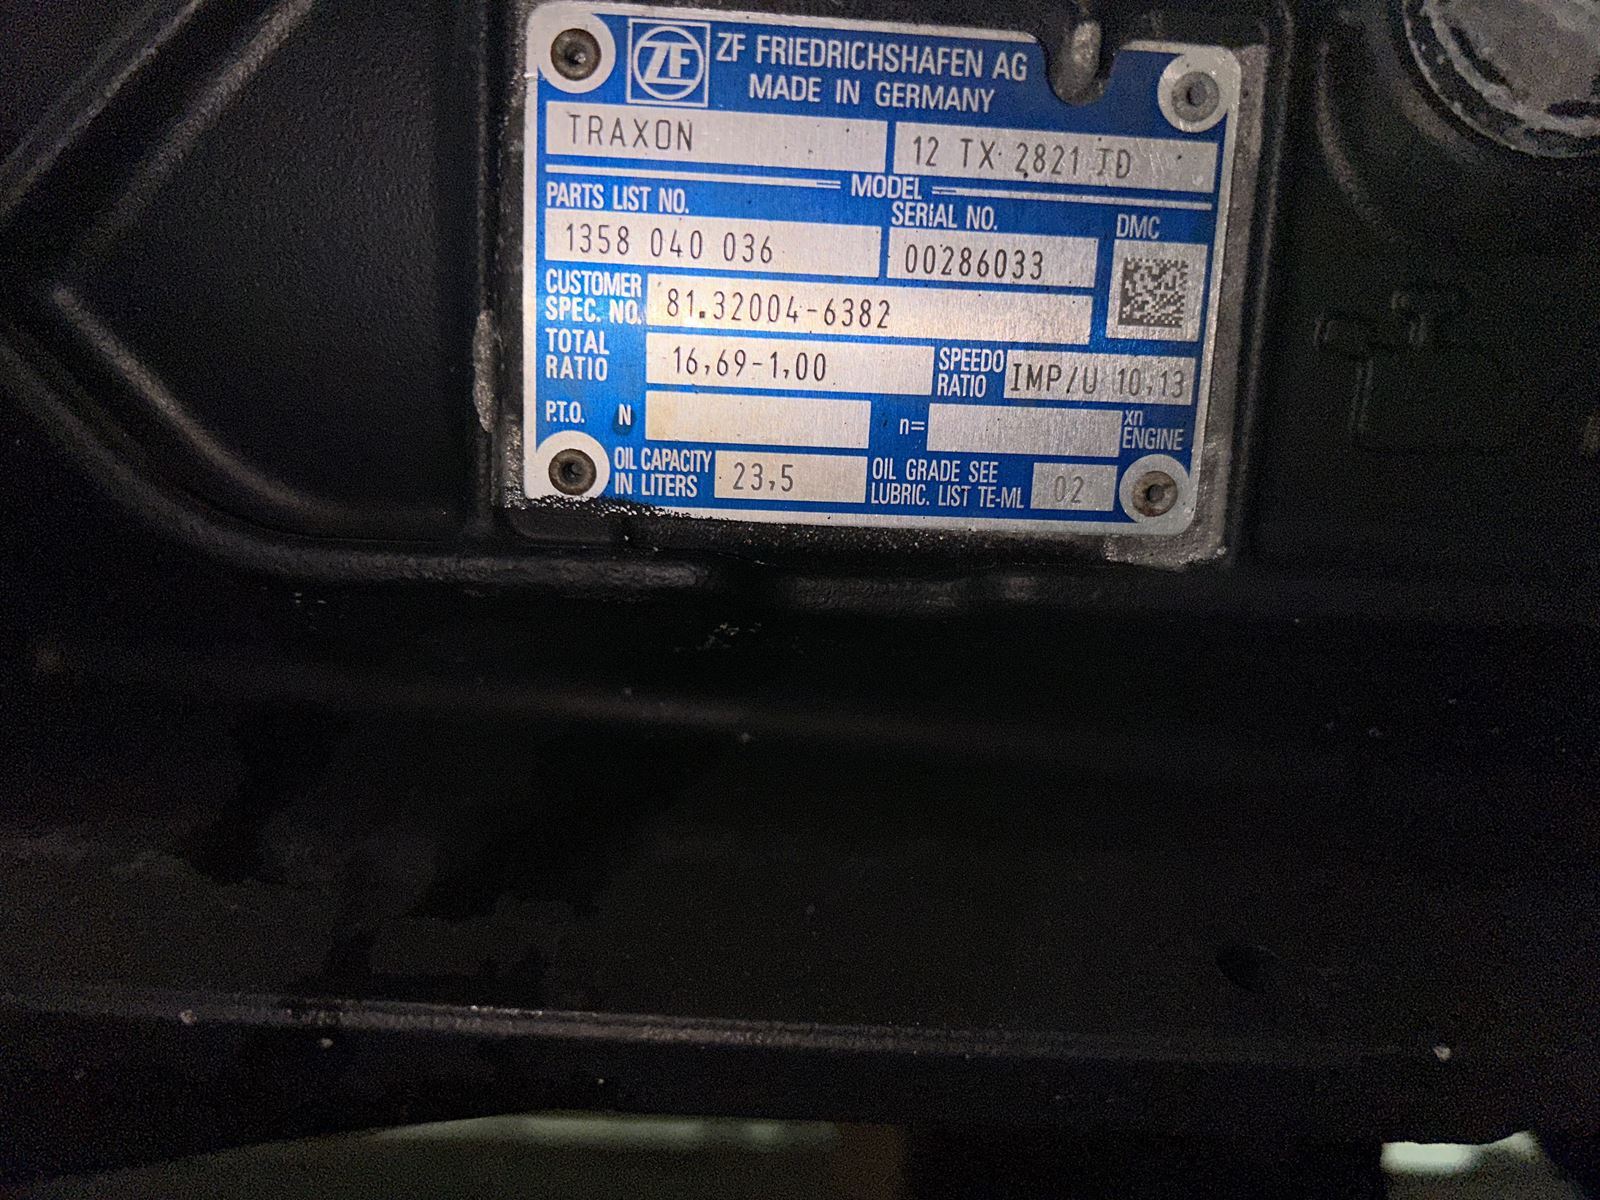 ZF ZF FRIEDRICHSHAFEN AG
MADE IN GERMANY
TRAXON 12 TX 2821 TD
MODEL
PARTS LIST NO. SERIAL NO. DMC
1358 040 036 00286033
CUSTOMER
SPEC. NO. 81.32004-6382
TOTAL
RATIO 16,69-1,00 SPEEDO
RATIO IMP/U 10,13
P.T.O. N n= xn
ENGINE
OIL CAPACITY
IN LITERS 23,5 OIL GRADE SEE
LUBRIC. LIST TE-ML 02